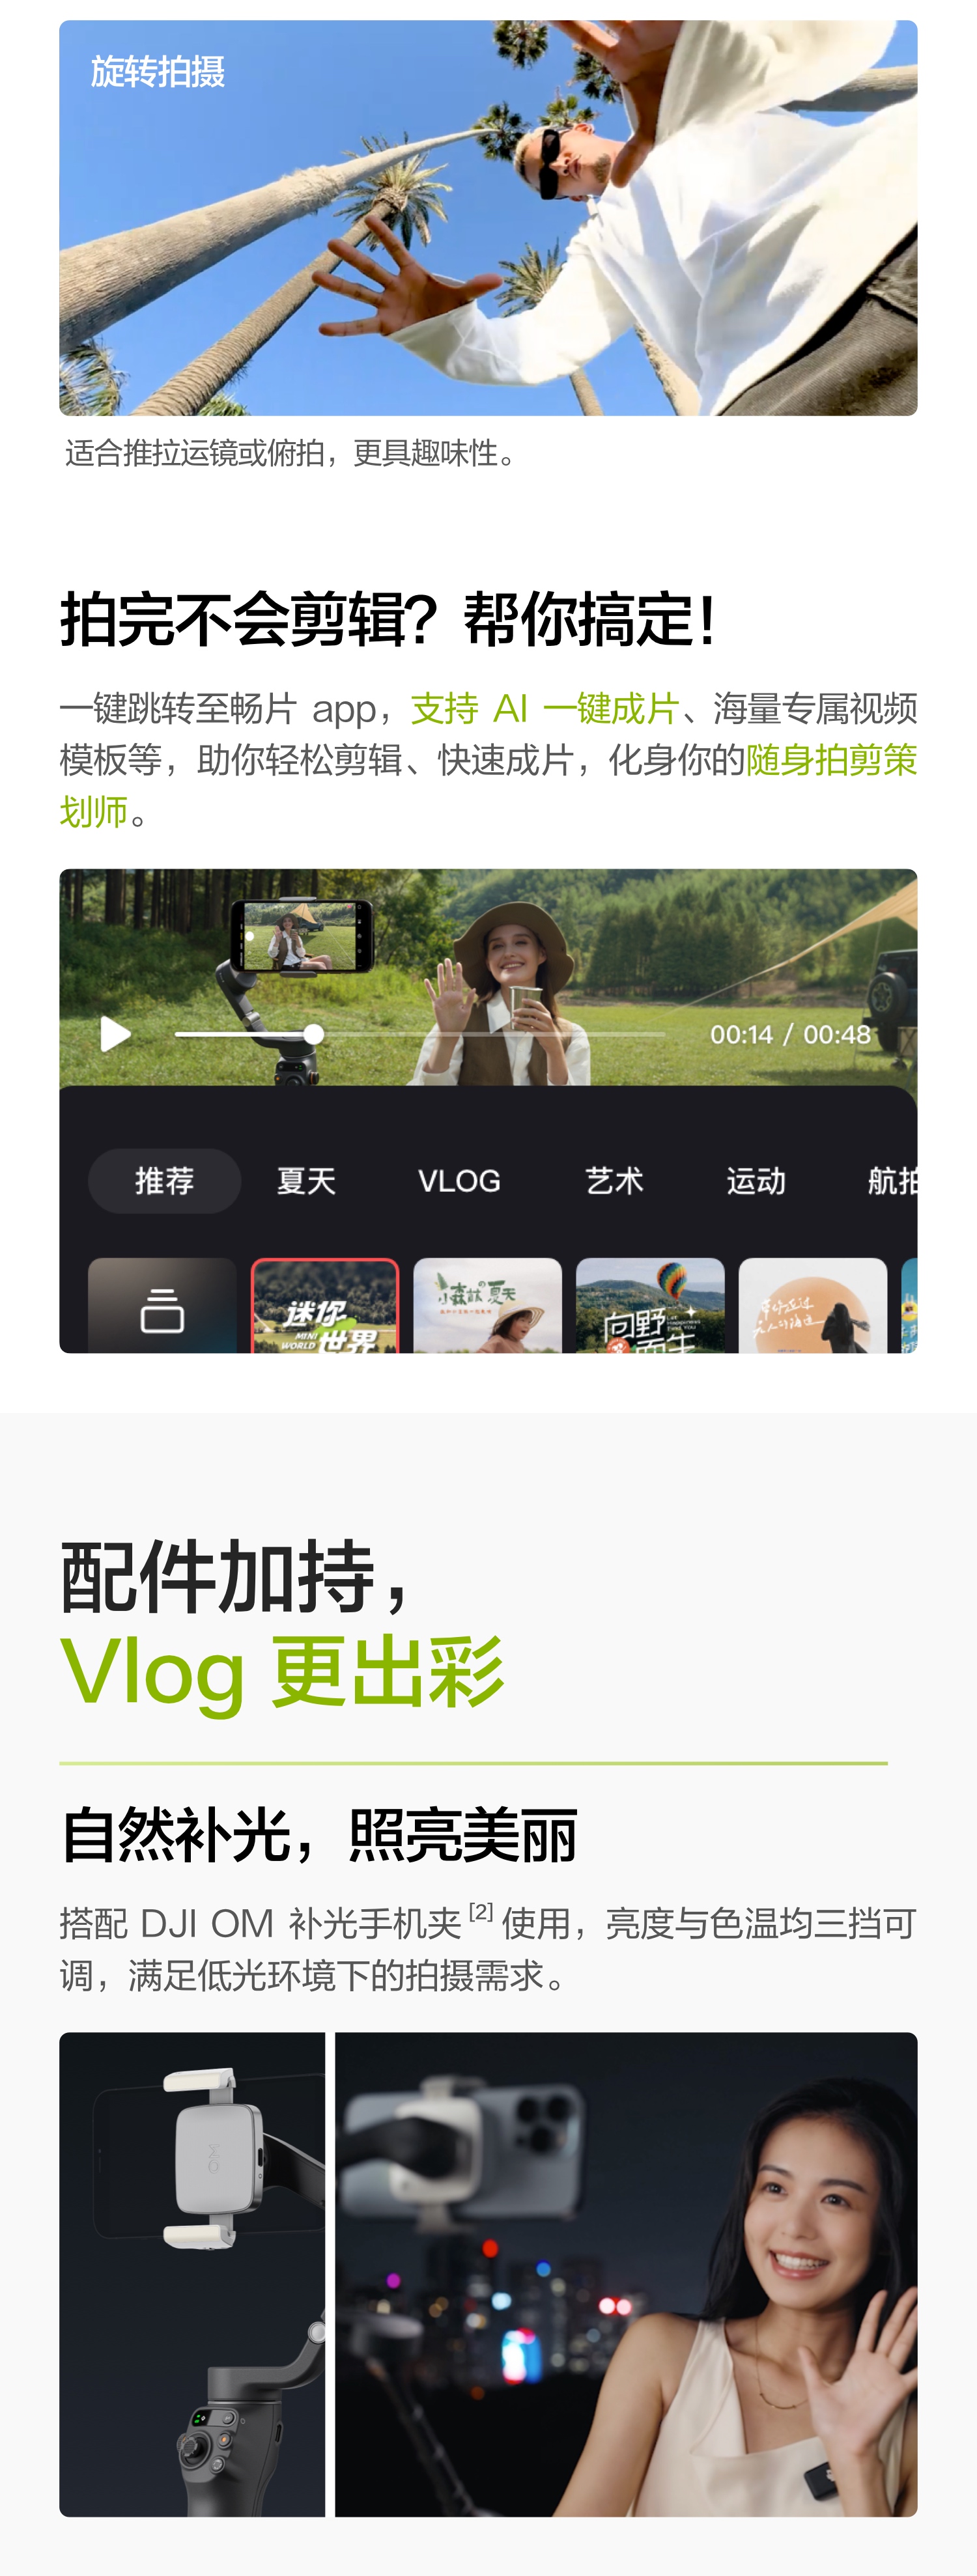 旋转拍摄
适合推拉运镜或俯拍，更具趣味性。
拍完不会剪辑？帮你搞定！
一键跳转至畅片 app，支持 AI 一键成片、海量专属视频
模板等，助你轻松剪辑、快速成片，化身你的随身拍剪策
划师。
00:14 / 00:48
推荐 夏天 VLOG 艺术 运动 航拍
迷你
MINI
WORLD 世界
小森林の夏天
向野
而生
配件加持，
Vlog 更出彩
自然补光，照亮美丽
搭配 DJI OM 补光手机夹[2] 使用，亮度与色温均三挡可
调，满足低光环境下的拍摄需求。
OM